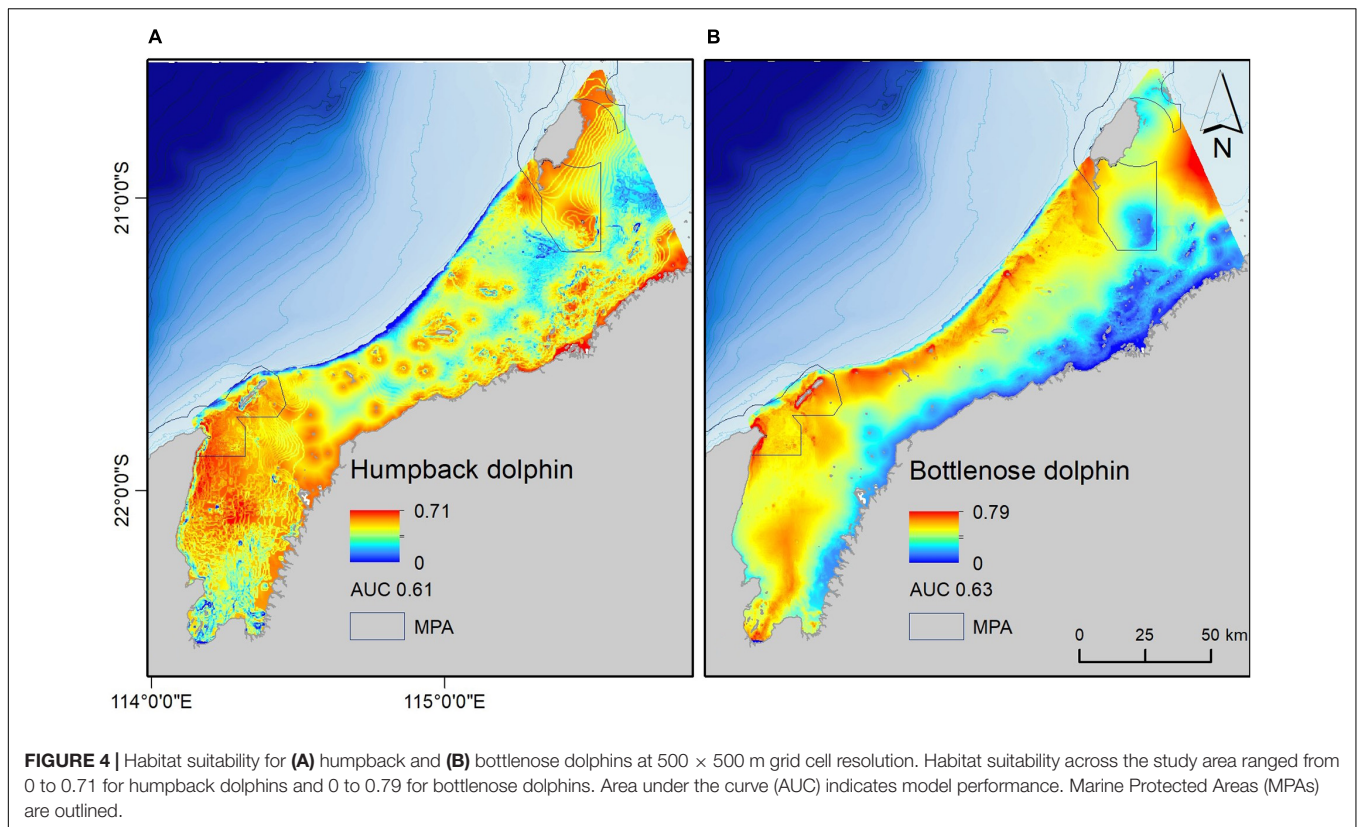 A
B
N
21°0'0"S
22°0'0"S
Humpback dolphin
0.71
0
AUC 0.61
MPA
Bottlenose dolphin
0.79
0
AUC 0.63
MPA
0 25 50 km
114°0'0"E
115°0'0"E
FIGURE 4 | Habitat suitability for (A) humpback and (B) bottlenose dolphins at 500 × 500 m grid cell resolution. Habitat suitability across the study area ranged from
0 to 0.71 for humpback dolphins and 0 to 0.79 for bottlenose dolphins. Area under the curve (AUC) indicates model performance. Marine Protected Areas (MPAs)
are outlined.